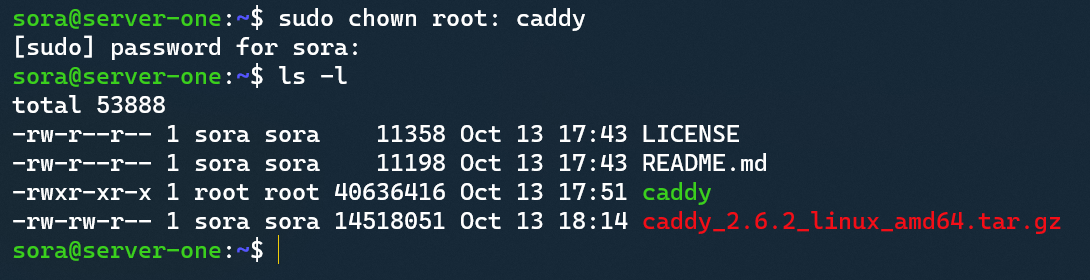 sora@server-one:~$ sudo chown root: caddy
[sudo] password for sora:
sora@server-one:~$ ls -l
total 53888
-rw-r--r-- 1 sora sora    11358 Oct 13 17:43 LICENSE
-rw-r--r-- 1 sora sora    11198 Oct 13 17:43 README.md
-rwxr-xr-x 1 root root 40636416 Oct 13 17:51 caddy
-rw-rw-r-- 1 sora sora 14518051 Oct 13 18:14 caddy_2.6.2_linux_amd64.tar.gz
sora@server-one:~$